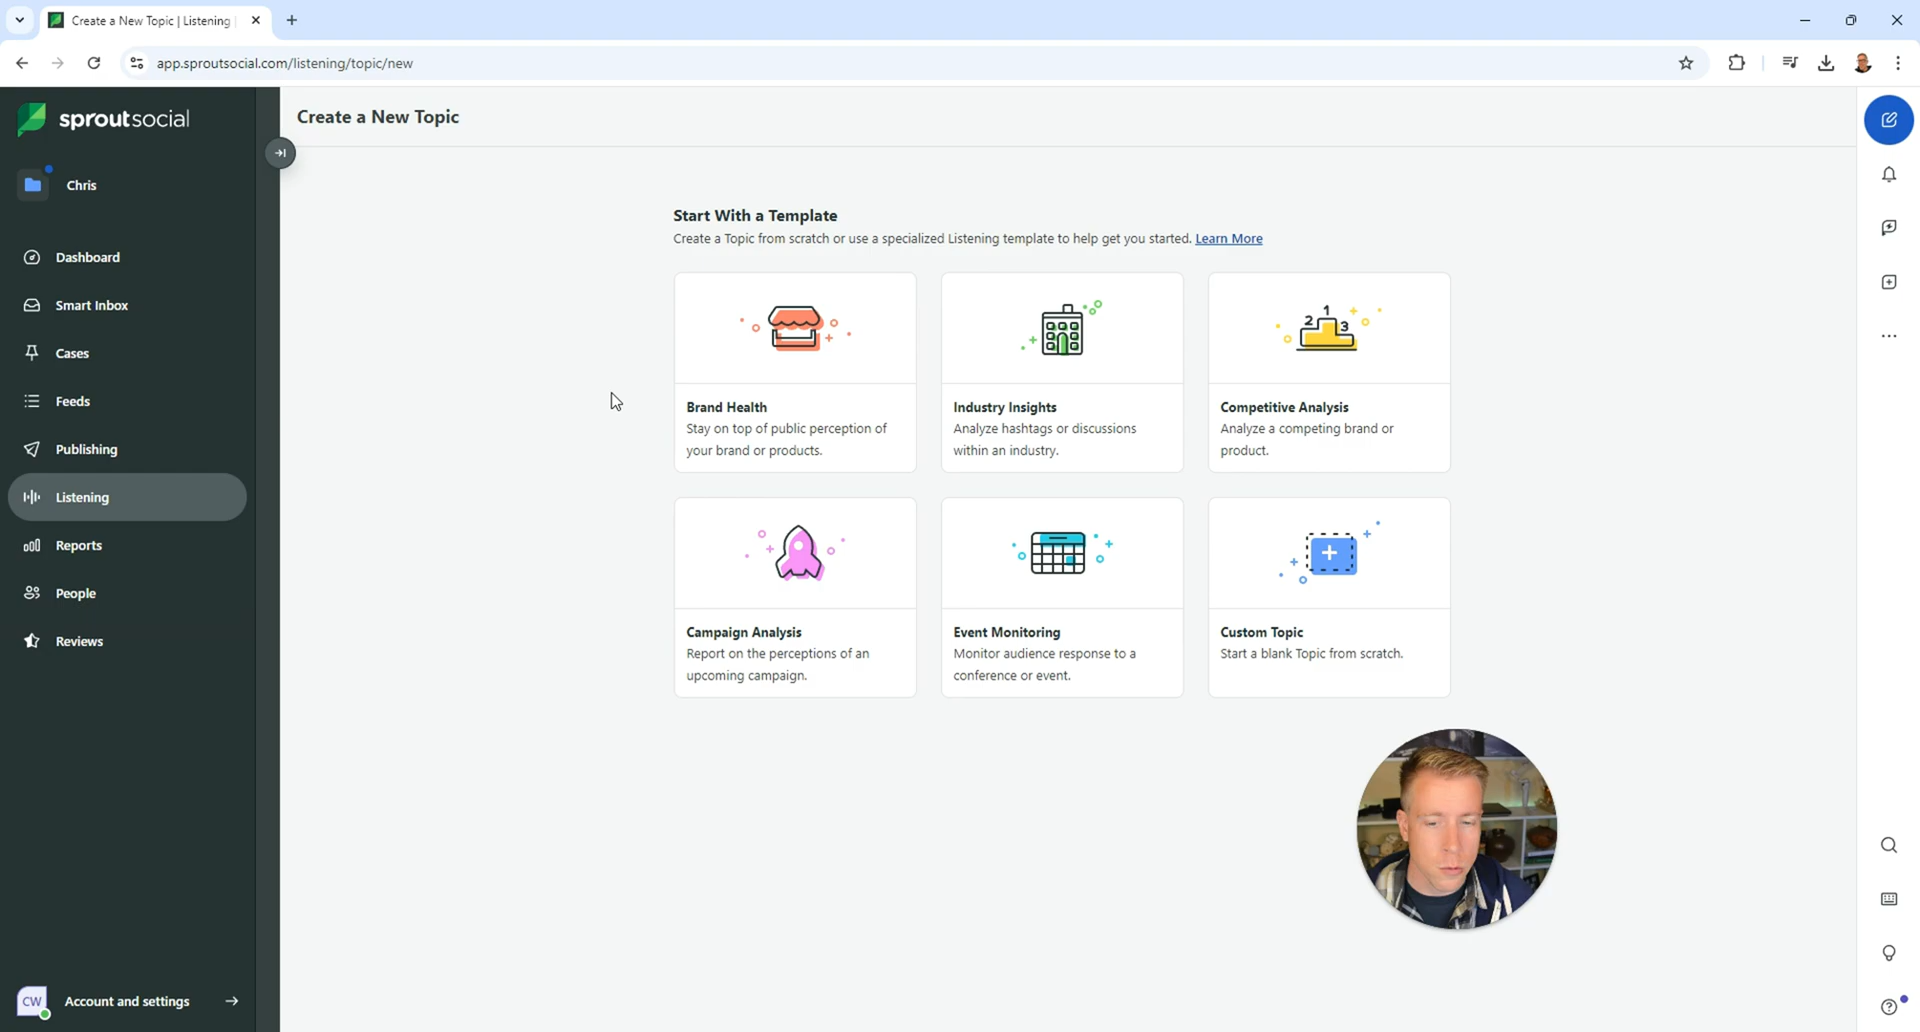 Create a New Topic | Listening
app.sproutsocial.com/listening/topic/new
sproutsocial
Chris
Dashboard
Smart Inbox
Cases
Feeds
Publishing
Listening
Reports
People
Reviews
CW
Account and settings
Create a New Topic
Start With a Template
Create a Topic from scratch or use a specialized Listening template to help get you started. Learn More
Brand Health
Stay on top of public perception of
your brand or products.
Industry Insights
Analyze hashtags or discussions
within an industry.
1
2
3
Competitive Analysis
Analyze a competing brand or
product.
Campaign Analysis
Report on the perceptions of an
upcoming campaign.
Event Monitoring
Monitor audience response to a
conference or event.
Custom Topic
Start a blank Topic from scratch.